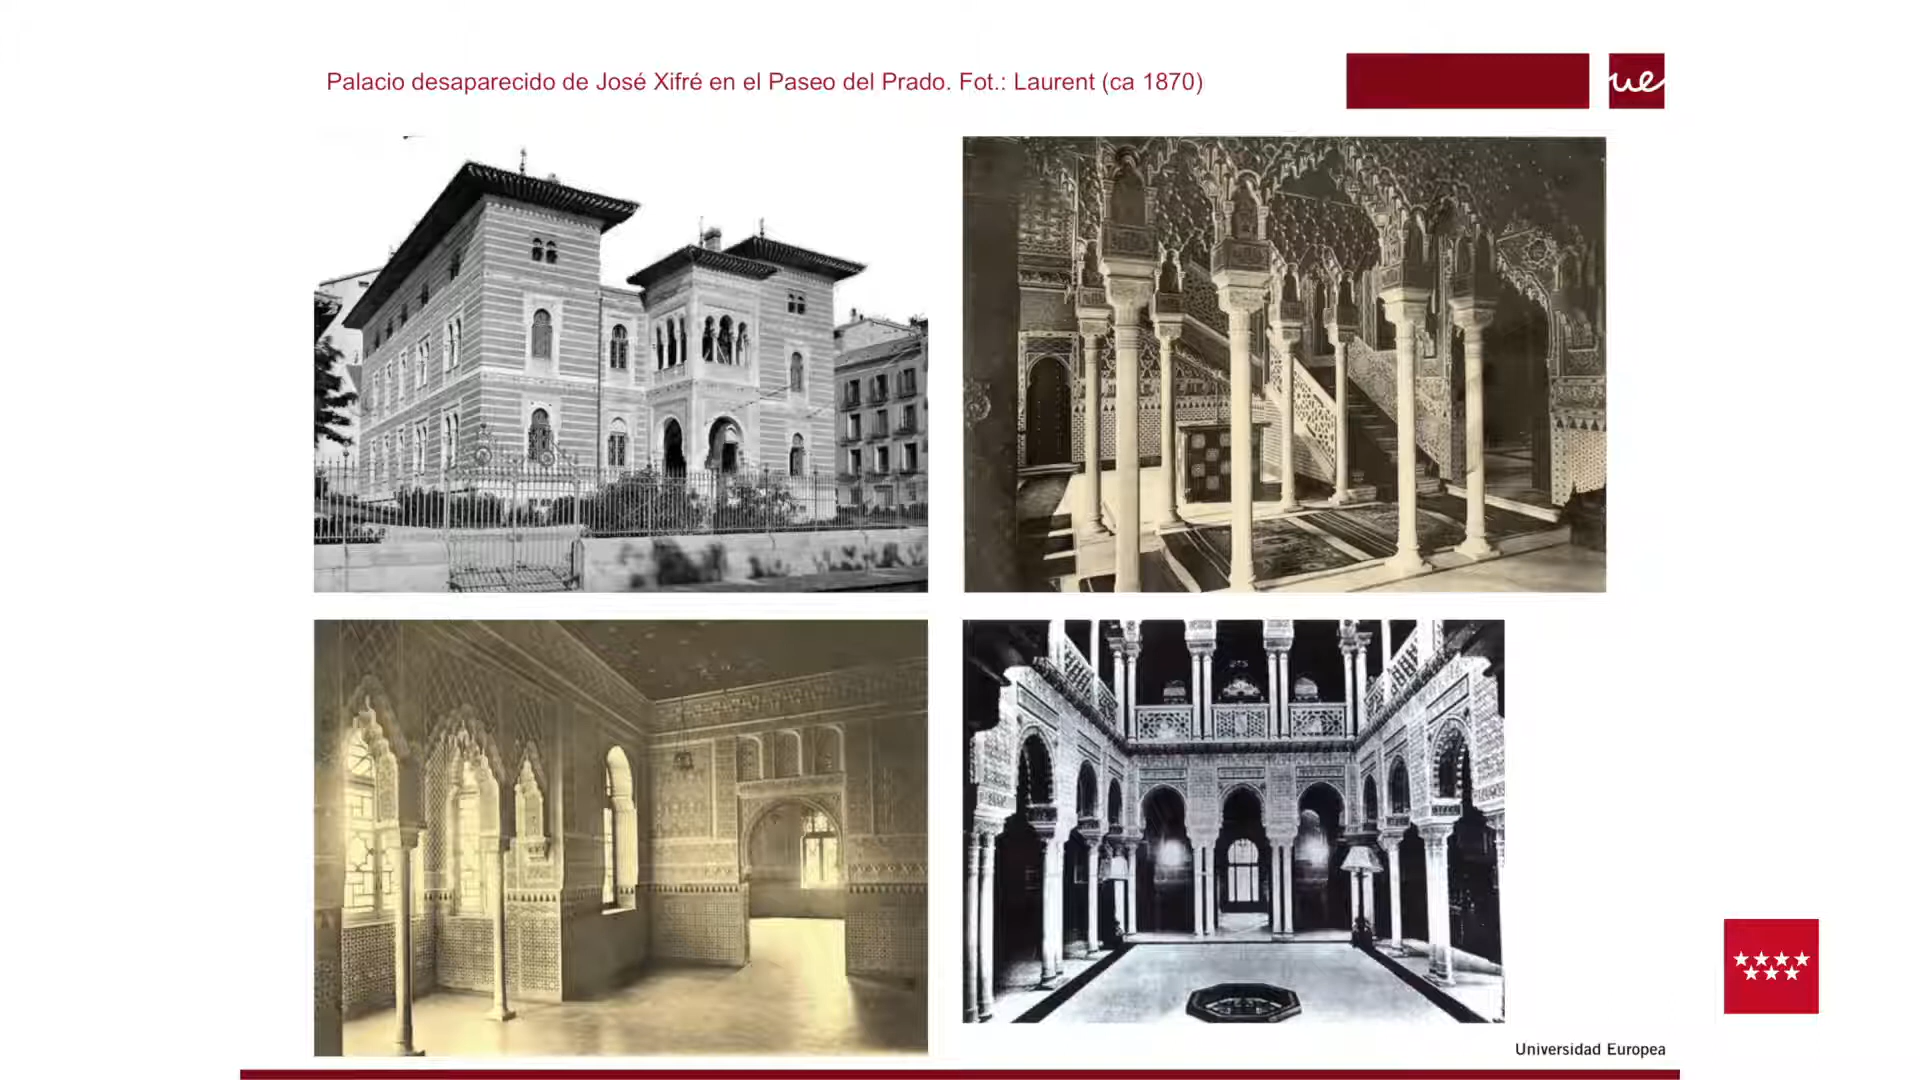 Palacio desaparecido de José Xifré en el Paseo del Prado. Fot.: Laurent (ca 1870)
ue
Universidad Europea